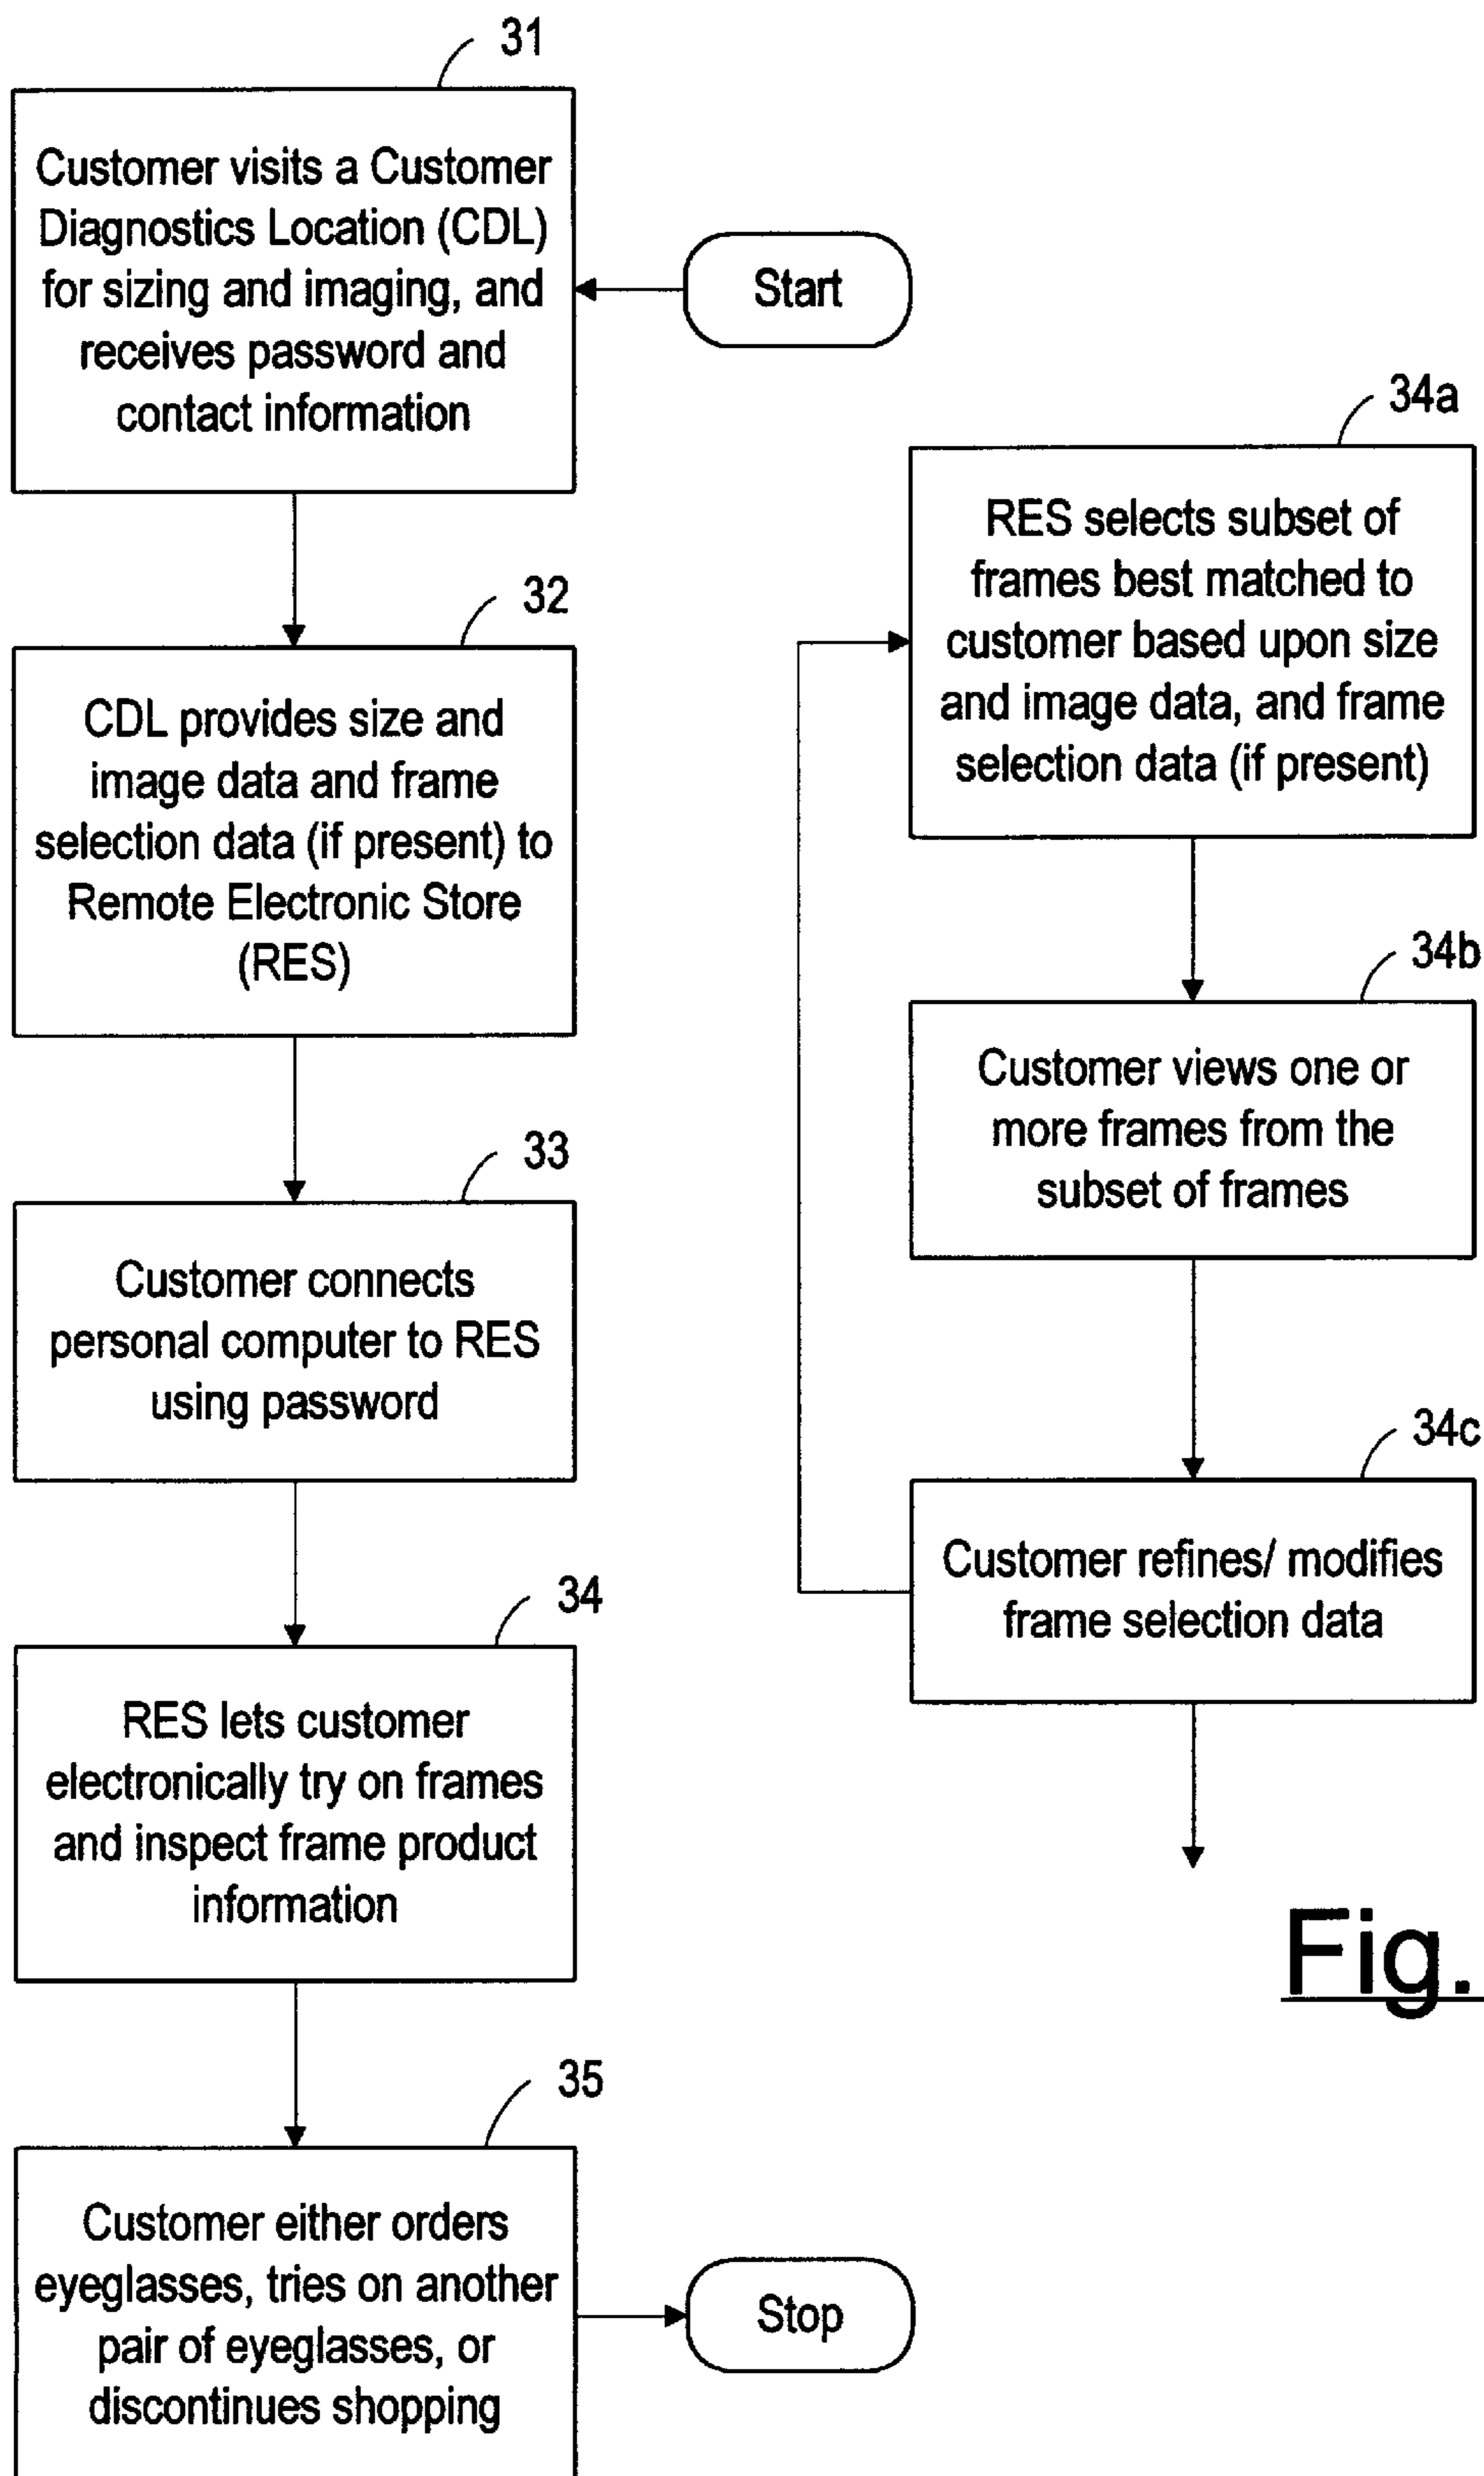 31
Customer visits a Customer
Diagnostics Location (CDL)
for sizing and imaging, and
receives password and
contact information
Start
32
CDL provides size and
image data and frame
selection data (if present) to
Remote Electronic Store
(RES)
33
Customer connects
personal computer to RES
using password
34
RES lets customer
electronically try on frames
and inspect frame product
information
35
Customer either orders
eyeglasses, tries on another
pair of eyeglasses, or
discontinues shopping
Stop
34a
RES selects subset of
frames best matched to
customer based upon size
and image data, and frame
selection data (if present)
34b
Customer views one or
more frames from the
subset of frames
34c
Customer refines/ modifies
frame selection data
Fig.